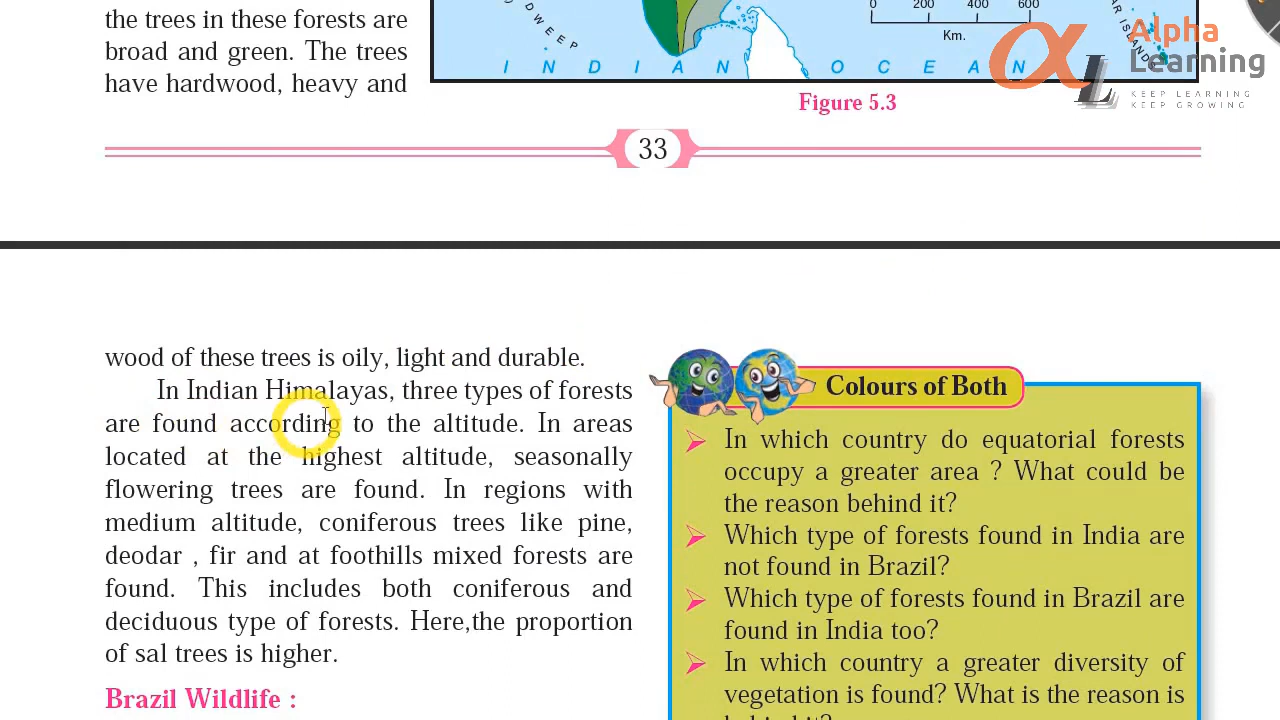 the trees in these forests are
broad and green. The trees
have hardwood, heavy and
DWEEP
0 200 400 600
Km.
I N D I A N O C E A N
Figure 5.3
Alpha
Learning
KEEP LEARNING
KEEP GROWING
33
wood of these trees is oily, light and durable.
In Indian Himalayas, three types of forests
are found according to the altitude. In areas
located at the highest altitude, seasonally
flowering trees are found. In regions with
medium altitude, coniferous trees like pine,
deodar , fir and at foothills mixed forests are
found. This includes both coniferous and
deciduous type of forests. Here,the proportion
of sal trees is higher.
Brazil Wildlife :
Colours of Both
➤ In which country do equatorial forests
occupy a greater area ? What could be
the reason behind it?
➤ Which type of forests found in India are
not found in Brazil?
➤ Which type of forests found in Brazil are
found in India too?
➤ In which country a greater diversity of
vegetation is found? What is the reason is
behind it?